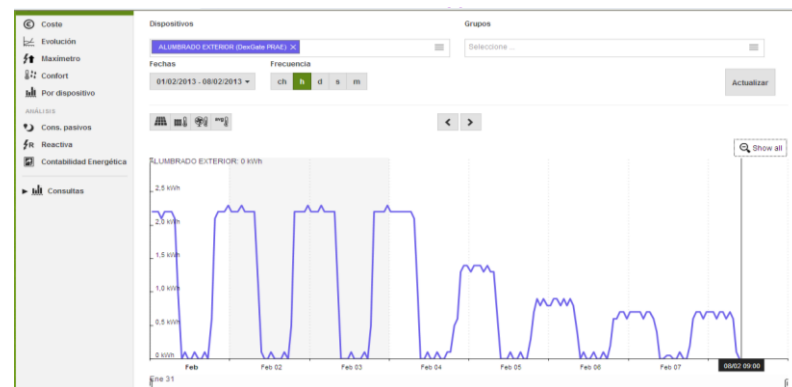 Coste
Evolución
Maxímetro
Confort
Por dispositivo
ANÁLISIS
Cons. pasivos
Reactiva
Contabilidad Energética
Consultas
Dispositivos
Grupos
ALUMBRADO EXTERIOR (DexGate PRAE) ×
Seleccione ...
Fechas
Frecuencia
01/02/2013 - 08/02/2013
ch h d s m
Actualizar
avg
Show all
ALUMBRADO EXTERIOR: 0 kWh
2,5 kWh
2,0 kWh
1,5 kWh
1,0 kWh
0,5 kWh
0 kWh
Feb Feb 02 Feb 03 Feb 04 Feb 05 Feb 06 Feb 07 08/02 09:00
Ene 31